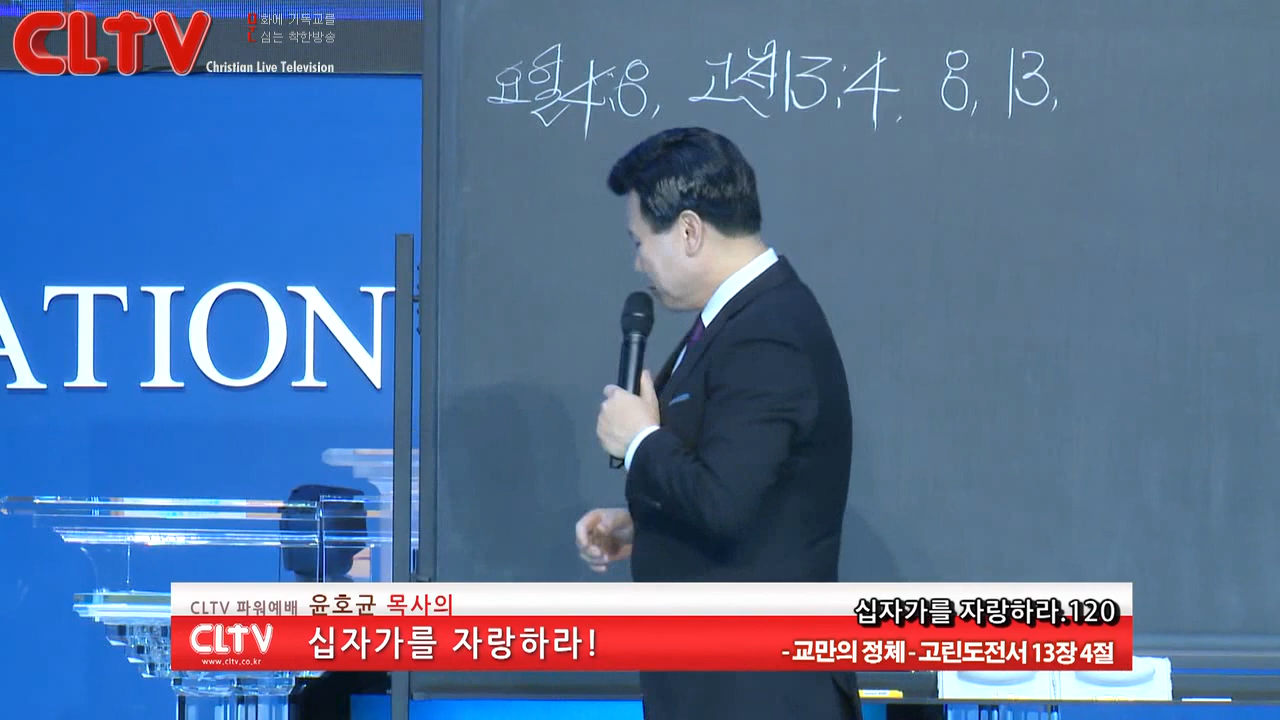 CLTV
문화에 기독교를
심는 착한방송
Christian Live Television
요일4:8, 고전13:4, 8, 13,
ATION
CLTV 파워예배 윤호균 목사의
십자가를 자랑하라.120
CLTV
www.cltv.co.kr
십자가를 자랑하라!
- 교만의 정체 - 고린도전서 13장 4절